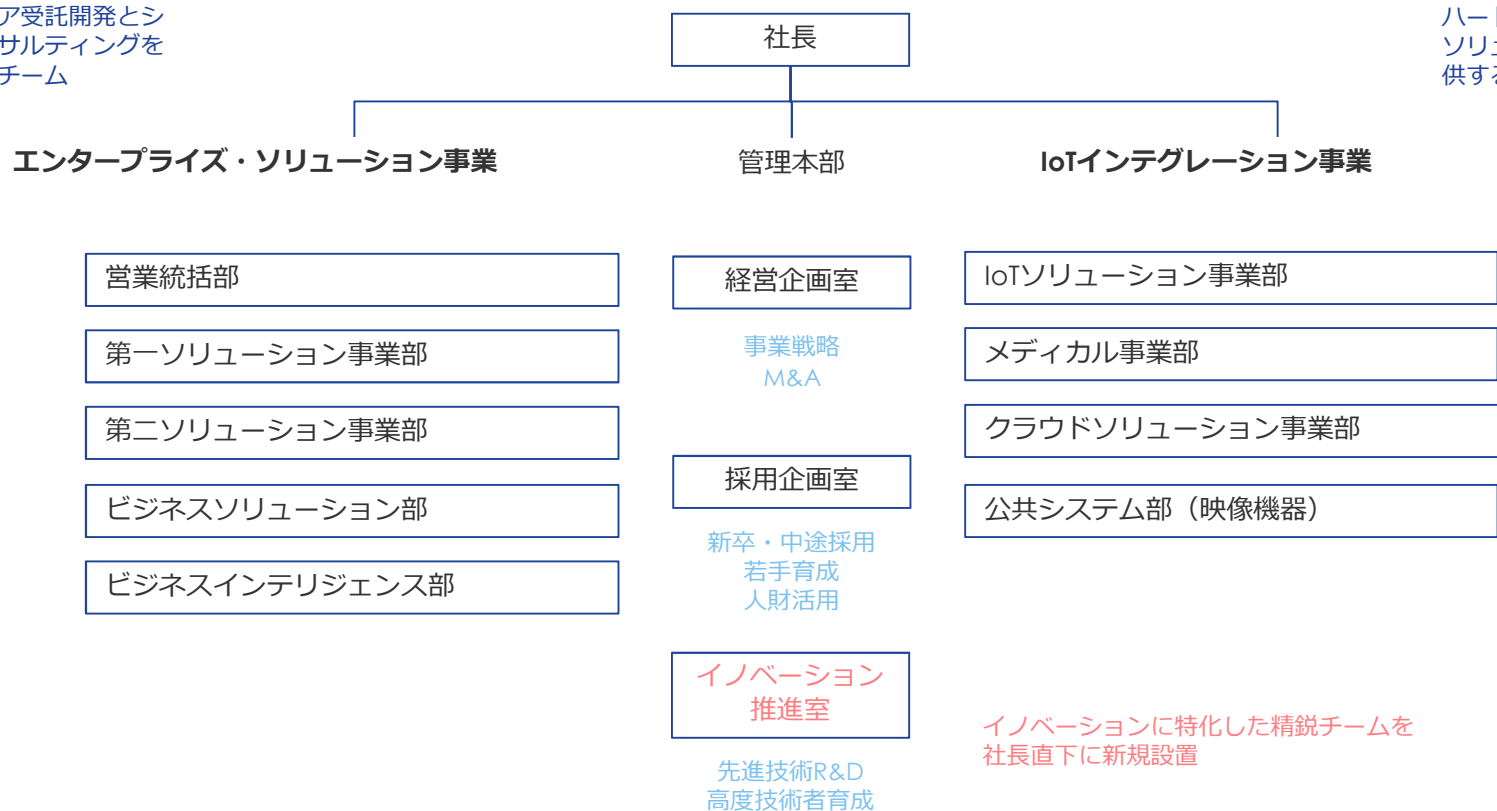 ア受託開発とシ
サルティングを
チーム
社長
ハード
ソリュ
供する
エンタープライズ・ソリューション事業
管理本部
IoTインテグレーション事業
営業統括部
第一ソリューション事業部
第二ソリューション事業部
ビジネスソリューション部
ビジネスインテリジェンス部
経営企画室
事業戦略
M&A
採用企画室
新卒・中途採用
若手育成
人財活用
イノベーション
推進室
先進技術R&D
高度技術者育成
IoTソリューション事業部
メディカル事業部
クラウドソリューション事業部
公共システム部（映像機器）
イノベーションに特化した精鋭チームを
社長直下に新規設置